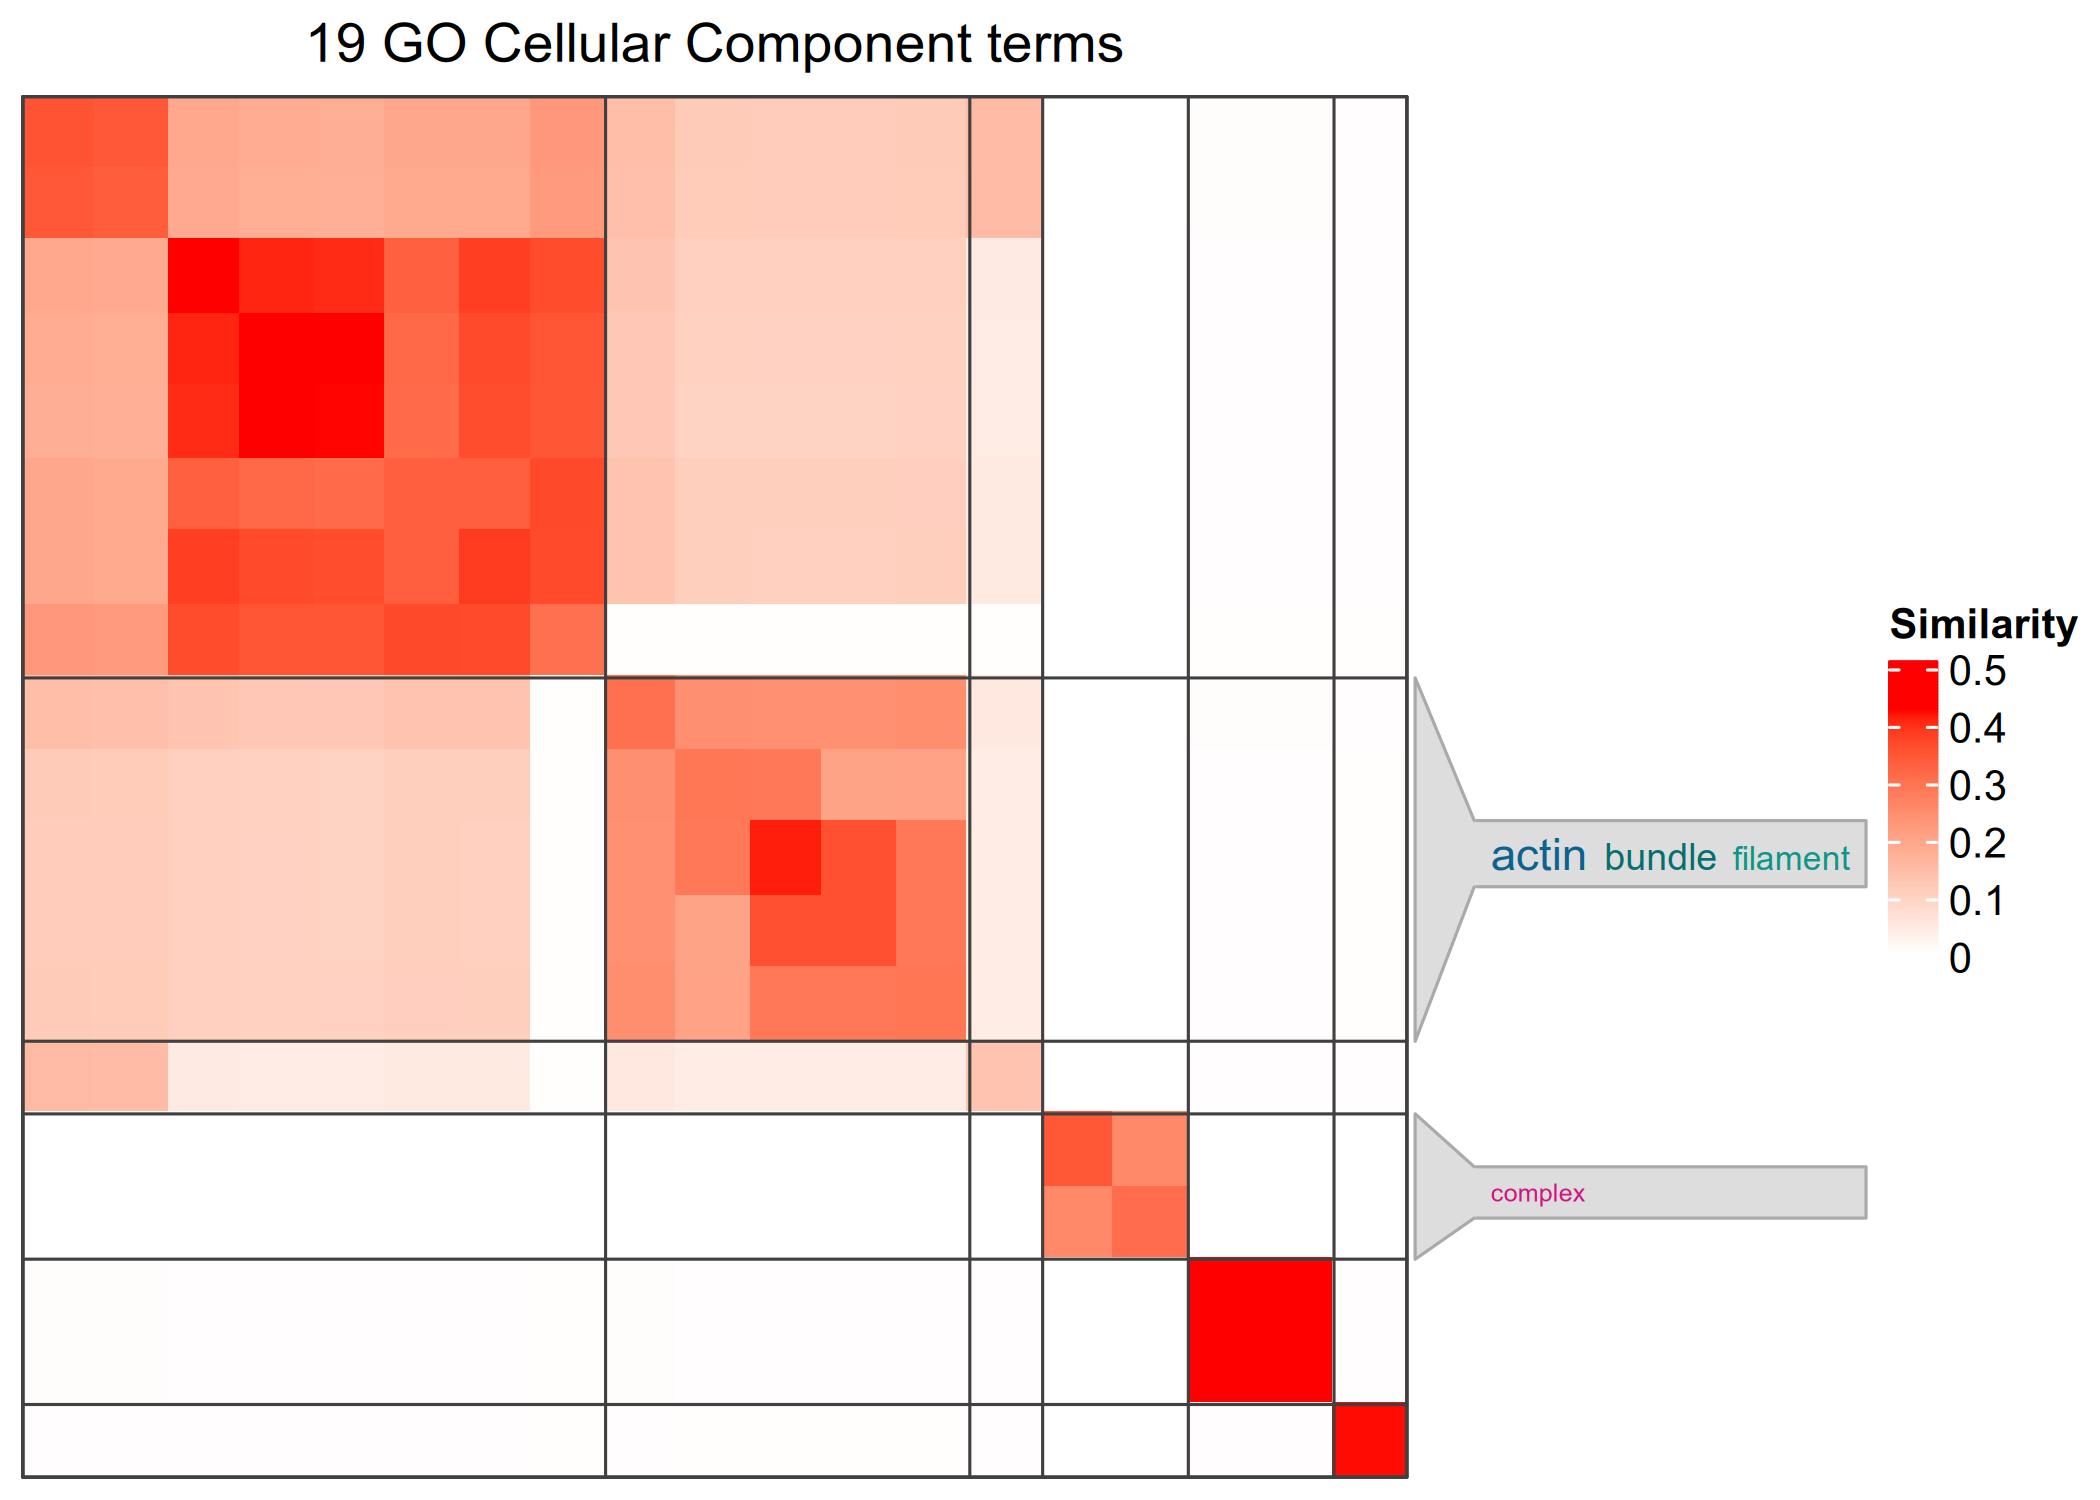 19 GO Cellular Component terms
Similarity
0.5
0.4
0.3
0.2
0.1
0
actin bundle filament
complex